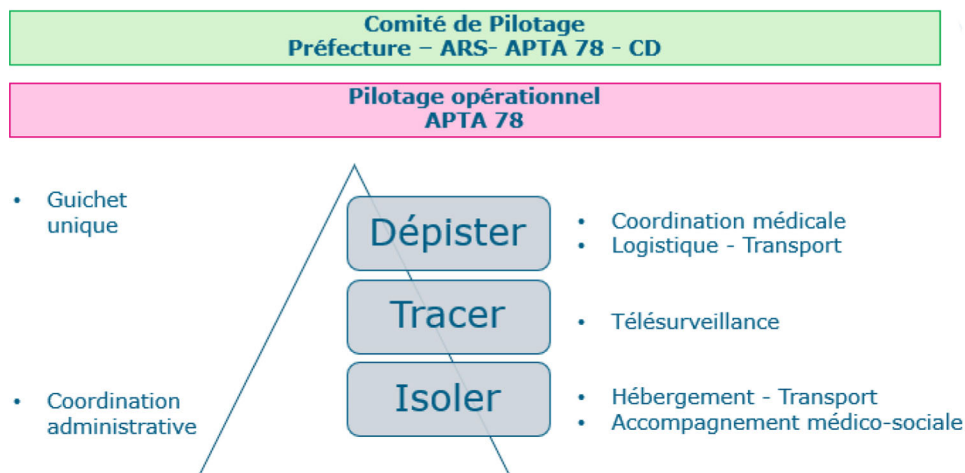 Comité de Pilotage
Préfecture – ARS- APTA 78 - CD
Pilotage opérationnel
APTA 78
• Guichet
unique
Dépister
• Coordination médicale
• Logistique - Transport
Tracer
• Télésurveillance
• Coordination
administrative
Isoler
• Hébergement - Transport
• Accompagnement médico-sociale